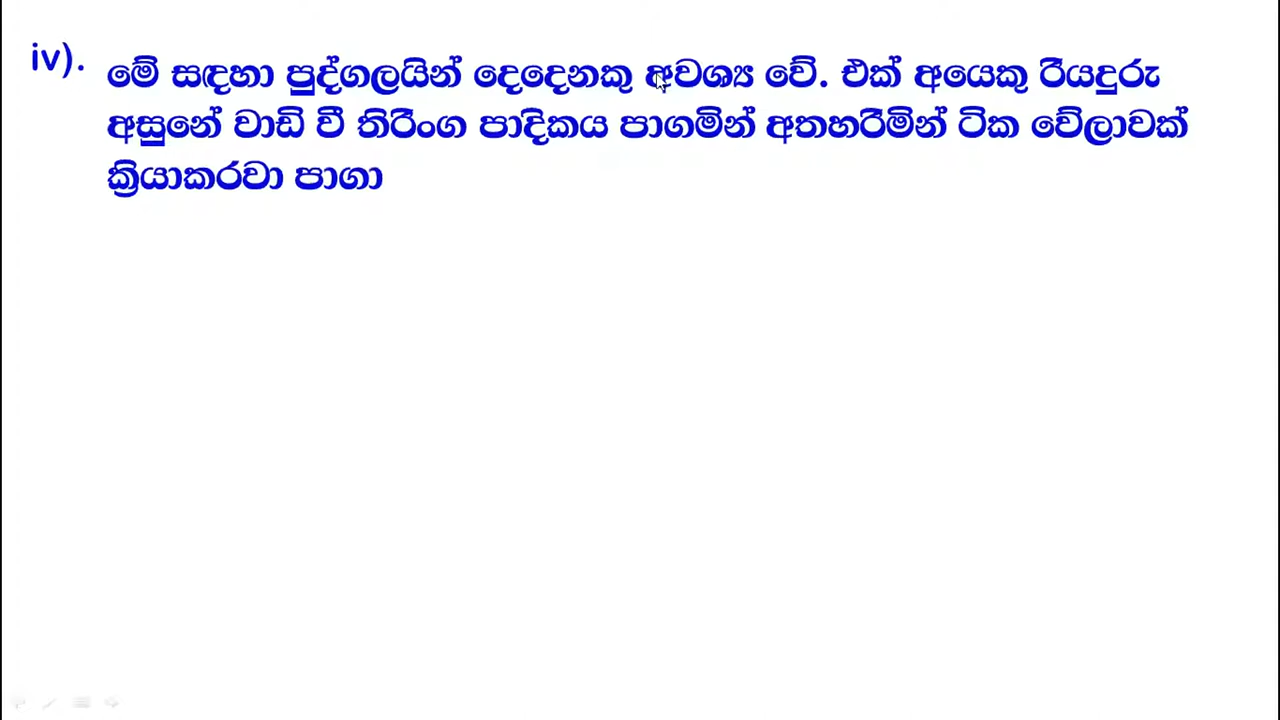 iv). මේ සඳහා පුද්ගලයින් දෙදෙනකු අවශ්‍ය වේ. එක් අයෙකු රියදුරු
අසුනේ වාඩි වී තිරිංග පාදිකය පාගමින් අතහරිමින් ටික වේලාවක්
ක්‍රියාකරවා පාගා